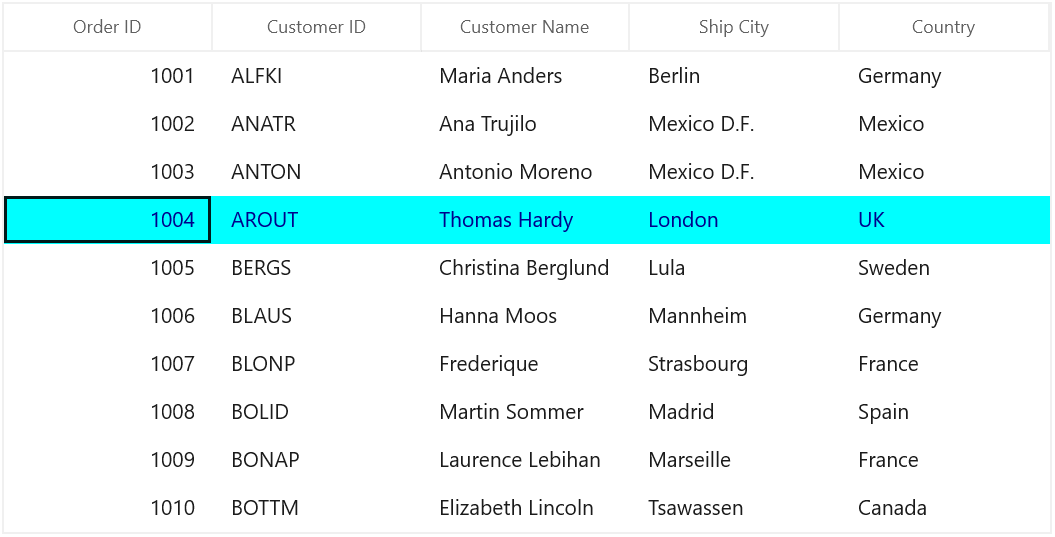 Order ID Customer ID Customer Name Ship City Country
1001 ALFKI Maria Anders Berlin Germany
1002 ANATR Ana Trujilo Mexico D.F. Mexico
1003 ANTON Antonio Moreno Mexico D.F. Mexico
1004 AROUT Thomas Hardy London UK
1005 BERGS Christina Berglund Lula Sweden
1006 BLAUS Hanna Moos Mannheim Germany
1007 BLONP Frederique Strasbourg France
1008 BOLID Martin Sommer Madrid Spain
1009 BONAP Laurence Lebihan Marseille France
1010 BOTTM Elizabeth Lincoln Tsawassen Canada